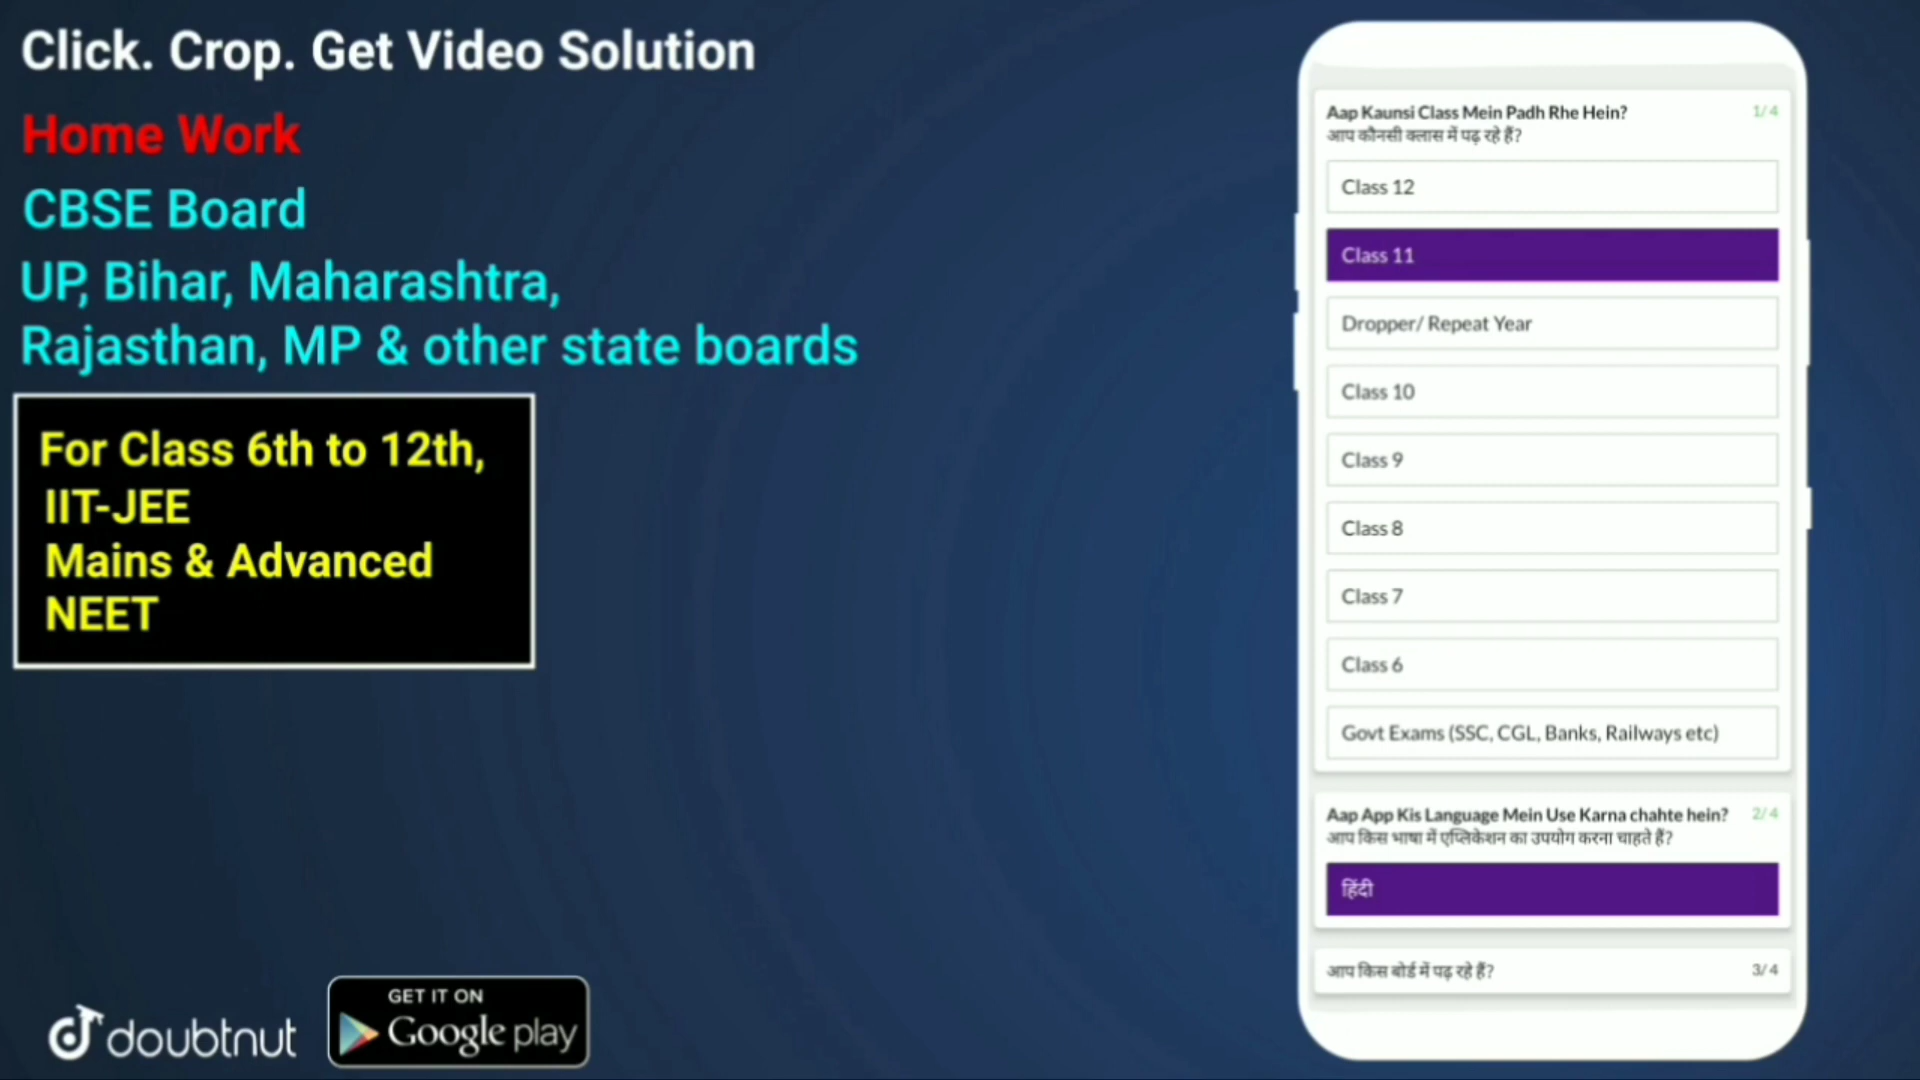 Click. Crop. Get Video Solution
Home Work
CBSE Board
UP, Bihar, Maharashtra,
Rajasthan, MP & other state boards
For Class 6th to 12th,
IIT-JEE
Mains & Advanced
NEET
doubtnut
GET IT ON
Google play
Aap Kaunsi Class Mein Padh Rhe Hein? 1/4
आप कौनसी क्लास में पढ़ रहे हैं?
Class 12
Class 11
Dropper/ Repeat Year
Class 10
Class 9
Class 8
Class 7
Class 6
Govt Exams (SSC, CGL, Banks, Railways etc)
Aap App Kis Language Mein Use Karna chahte hein? 2/4
आप किस भाषा में एप्लिकेशन का उपयोग करना चाहते हैं?
हिंदी
आप किस बोर्ड में पढ़ रहे हैं? 3/4